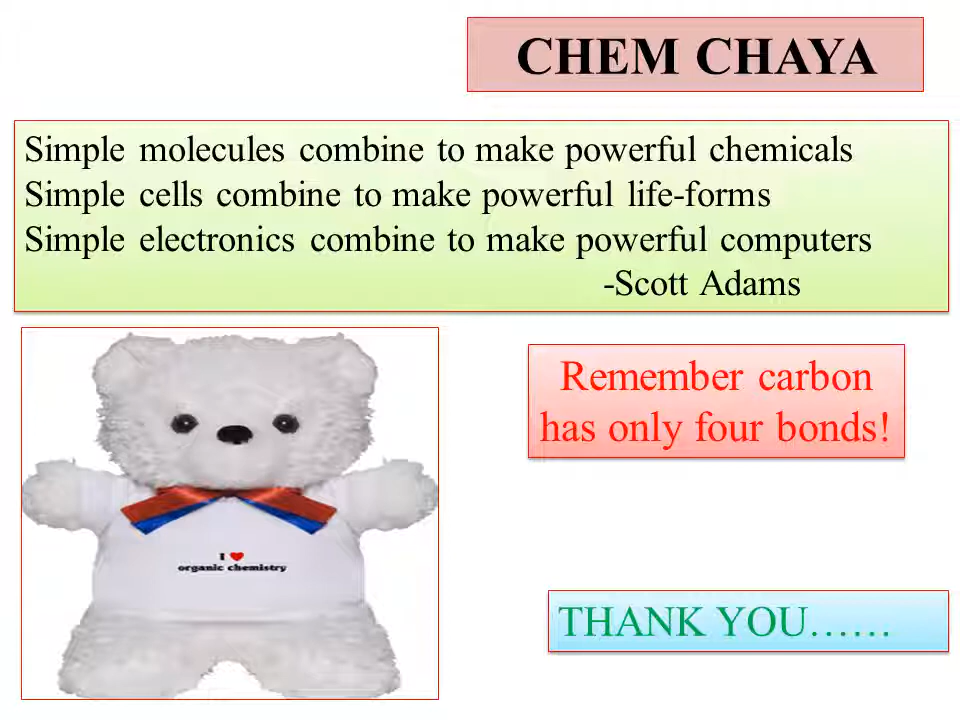 CHEM CHAYA
Simple molecules combine to make powerful chemicals
Simple cells combine to make powerful life-forms
Simple electronics combine to make powerful computers
-Scott Adams
Remember carbon
has only four bonds!
I ❤
organic chemistry
THANK YOU……